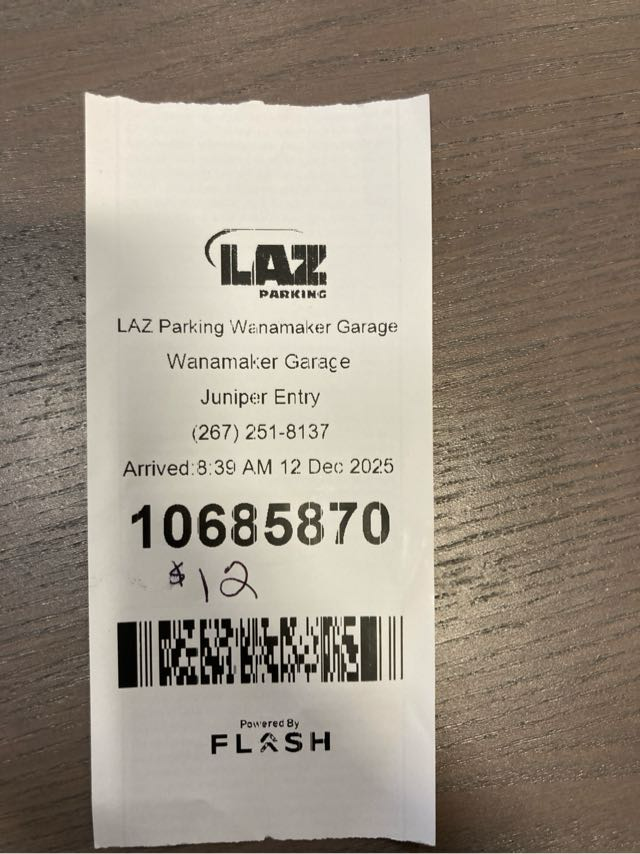 LAZ
PARKING
LAZ Parking Wanamaker Garage
Wanamaker Garage
Juniper Entry
(267) 251-8137
Arrived:8:39 AM 12 Dec 2025
10685870
$12
Powered By
FLASH